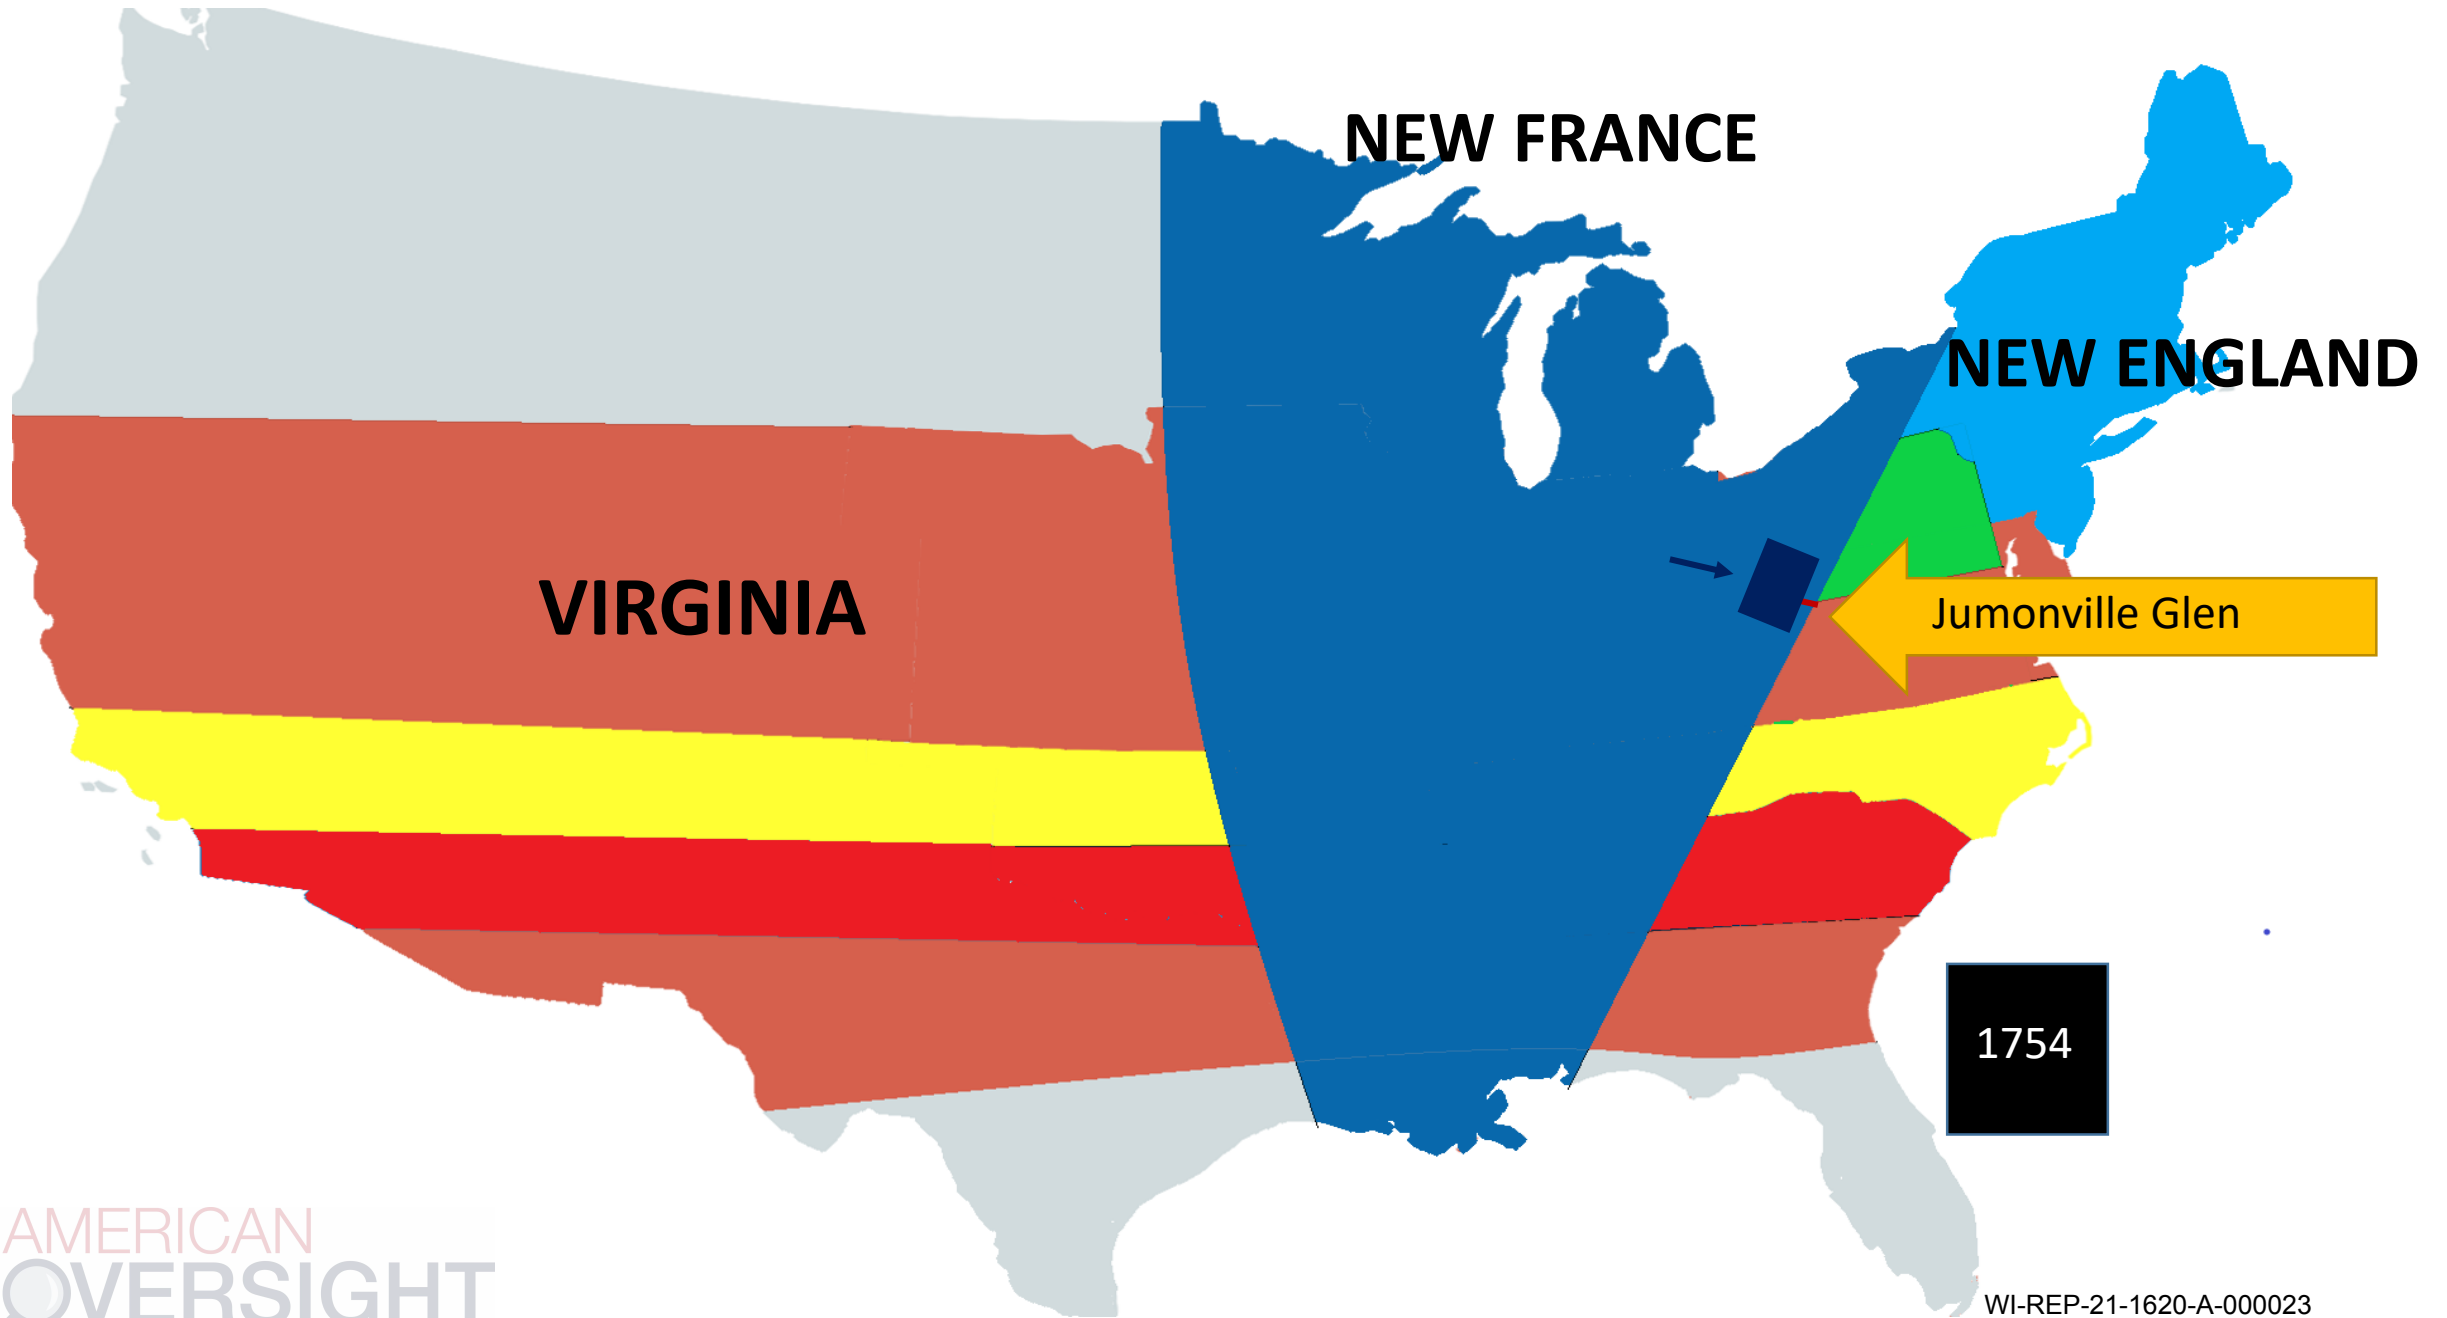 NEW FRANCE
NEW ENGLAND
VIRGINIA
Jumonville Glen
1754
AMERICAN
OVERSIGHT
WI-REP-21-1620-A-000023